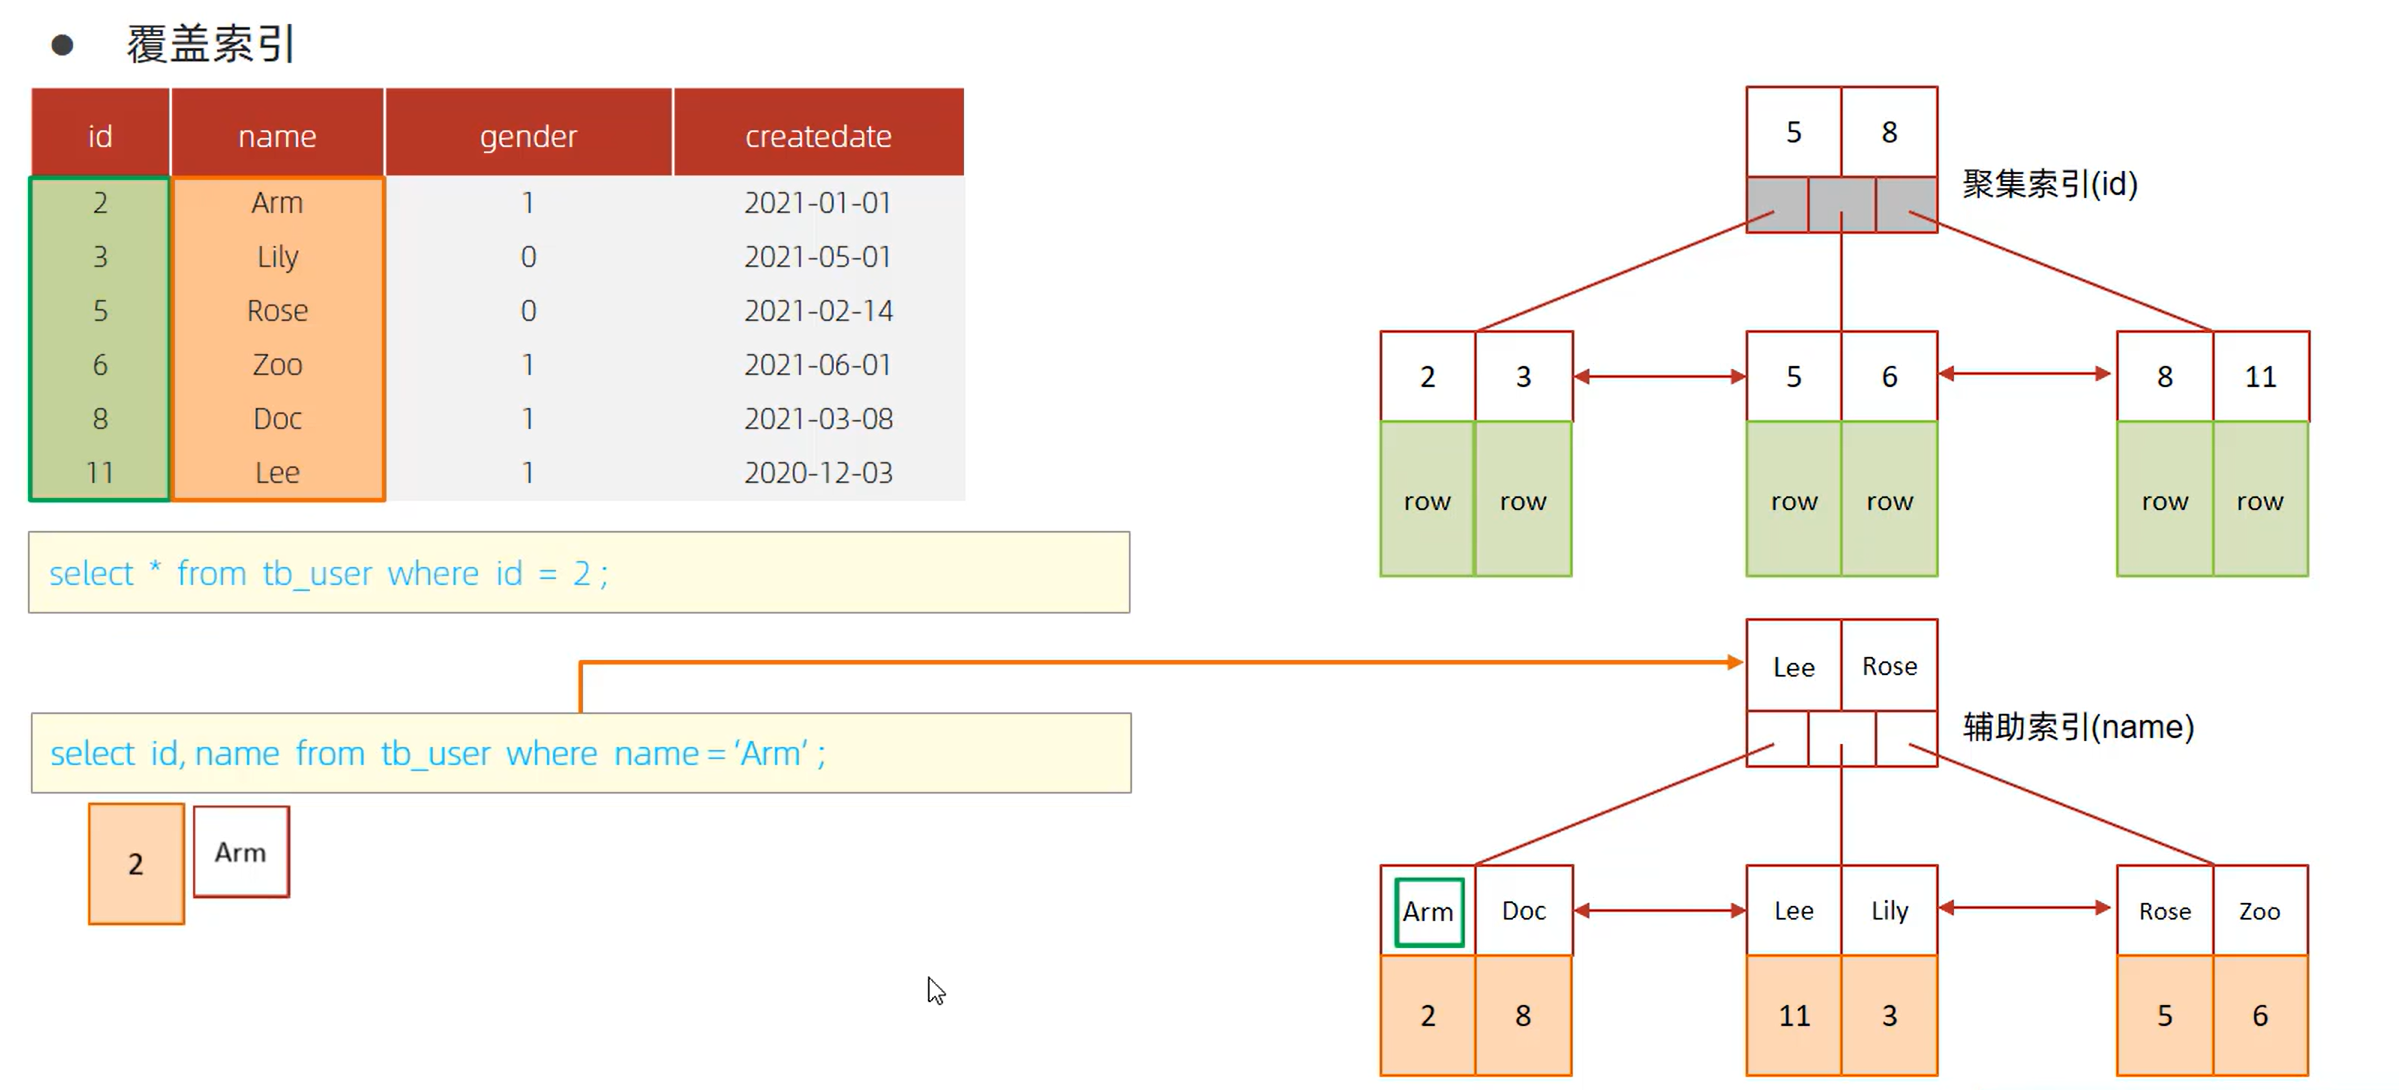 ● 覆盖索引
id name gender createdate
2 Arm 1 2021-01-01
3 Lily 0 2021-05-01
5 Rose 0 2021-02-14
6 Zoo 1 2021-06-01
8 Doc 1 2021-03-08
11 Lee 1 2020-12-03
select * from tb_user where id = 2 ;
select id, name from tb_user where name = ‘Arm’ ;
2 Arm
5 8
聚集索引(id)
2 3 5 6 8 11
row row row row row row
Lee Rose
辅助索引(name)
Arm Doc Lee Lily Rose Zoo
2 8 11 3 5 6